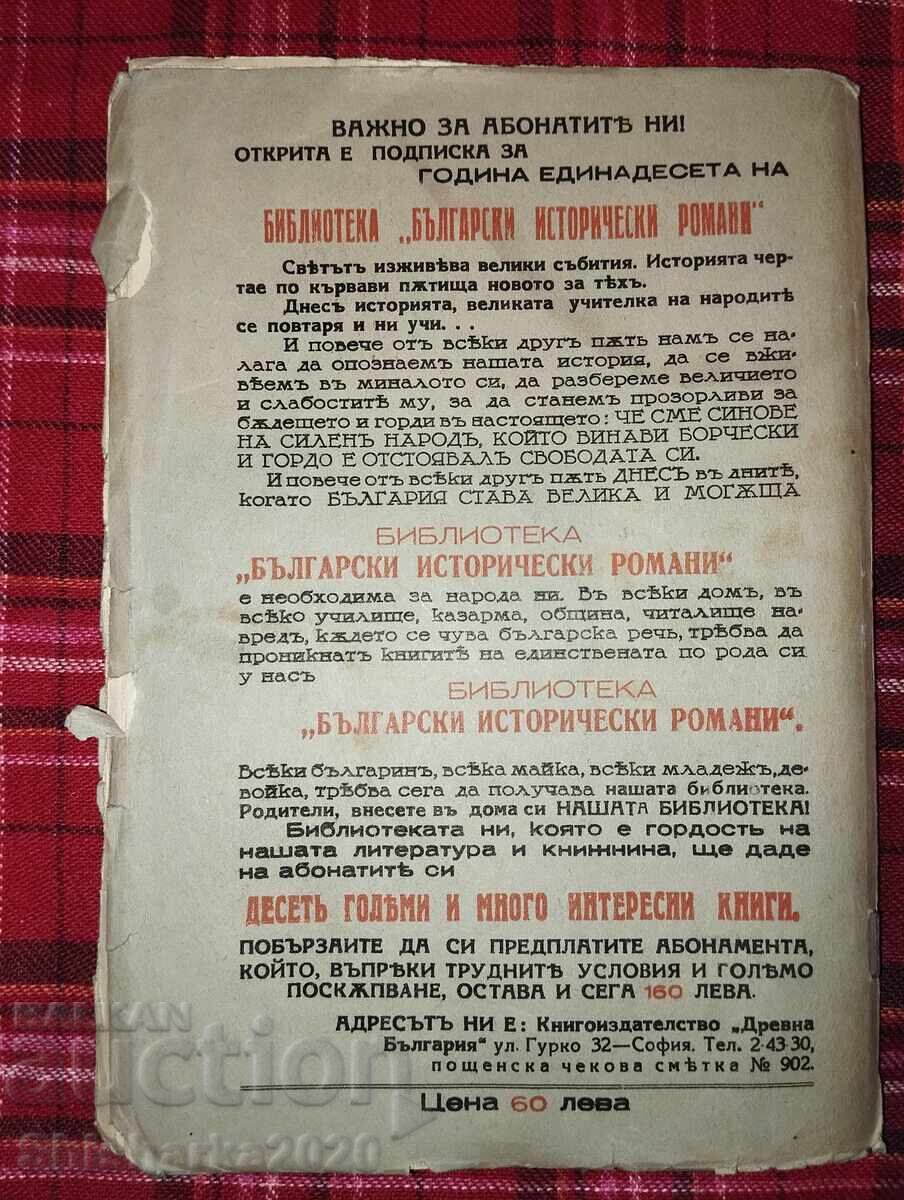 ВАЖНО ЗА АБОНАТИТѢ НИ!
ОТКРИТА Е ПОДПИСКА ЗА
ГОДИНА ЕДИНАДЕСЕТА НА
БИБЛИОТЕКА „БЪЛГАРСКИ ИСТОРИЧЕСКИ РОМАНИ“
Свѣтътъ изживѣва велики събития. Историята чер-
тае по кървави пѫтища новото за тѣхъ.
Днесъ историята, великата учителка на народитѣ
се повтаря и ни учи...
И повече отъ всѣки другъ пѫть намъ се на-
лага да опознаемъ нашата история, да се вжи-
вѣемъ въ миналото си, да разбереме величието
и слабоститѣ му, за да станемъ прозорливи за
бѫдещето и горди въ настоящето: ЧЕ СМЕ СИНОВЕ
НА СИЛЕНЪ НАРОДЪ, КОЙТО ВИНАГИ БОРЧЕСКИ
И ГОРДО Е ОТСТОЯВАЛЪ СВОБОДАТА СИ.
И повече отъ всѣки другъ пѫть ДНЕСЪ въ днитѣ,
когато БЪЛГАРИЯ СТАВА ВЕЛИКА И МОГѪЩА
БИБЛИОТЕКА
„БЪЛГАРСКИ ИСТОРИЧЕСКИ РОМАНИ“
е необходима за народа ни. Въ всѣки домъ, въ
всѣко училище, казарма, община, читалище на-
вредъ, кѫдето се чува българска речь, трѣбва да
проникнатъ книгитѣ на единствената по рода си
у насъ
БИБЛИОТЕКА
„БЪЛГАРСКИ ИСТОРИЧЕСКИ РОМАНИ“.
Всѣки българинъ, всѣка майка, всѣки младежъ, де-
войка, трѣбва сега да получава нашата библиотека.
Родители, внесете въ дома си НАШАТА БИБЛИОТЕКА!
Библиотеката ни, която е гордость на
нашата литература и книжнина, ще даде
на абонатитѣ си
ДЕСЕТЬ ГОЛѢМИ И МНОГО ИНТЕРЕСНИ КНИГИ.
ПОБЪРЗАИТЕ ДА СИ ПРЕДПЛАТИТЕ АБОНАМЕНТА,
КОЙТО, ВЪПРѢКИ ТРУДНИТѢ УСЛОВИЯ И ГОЛѢМО
ПОСКѪПВАНЕ, ОСТАВА И СЕГА 160 ЛЕВА.
АДРЕСЪТЪ НИ Е: Книгоиздателство „Древна
България“ ул. Гурко 32—София. Тел. 2-43-30,
пощенска чекова смѣтка № 902.
Цена 60 лева
BALKAN
auction